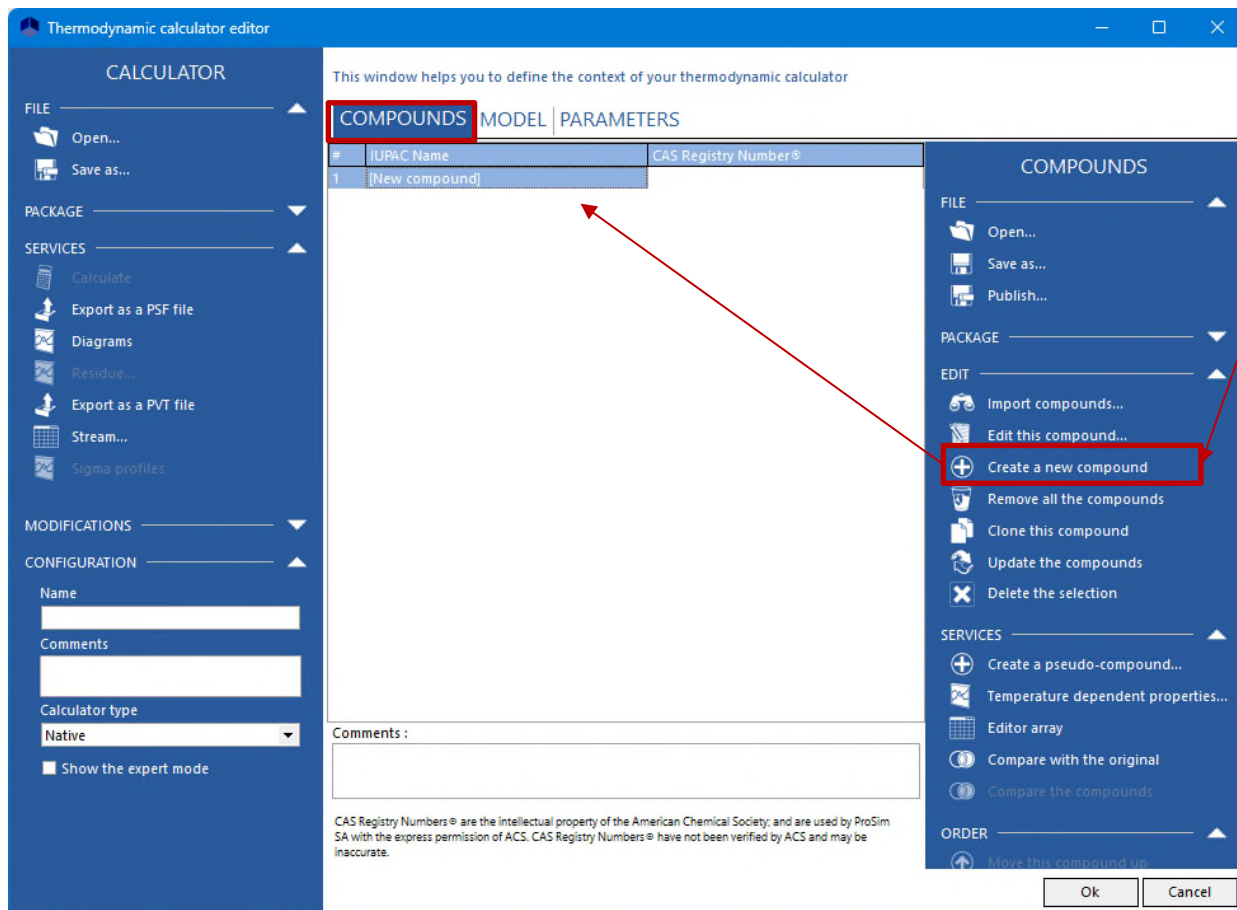 Thermodynamic calculator editor
CALCULATOR
FILE
Open...
Save as...
PACKAGE
SERVICES
Calculate
Export as a PSF file
Diagrams
Residue...
Export as a PVT file
Stream...
Sigma profiles
MODIFICATIONS
CONFIGURATION
Name
Comments
Calculator type
Native
Show the expert mode
This window helps you to define the context of your thermodynamic calculator
COMPOUNDS MODEL PARAMETERS
# IUPAC Name CAS Registry Number®
1 [New compound]
Comments :
CAS Registry Numbers® are the intellectual property of the American Chemical Society; and are used by ProSim
SA with the express permission of ACS. CAS Registry Numbers® have not been verified by ACS and may be
inaccurate.
COMPOUNDS
FILE
Open...
Save as...
Publish...
PACKAGE
EDIT
Import compounds...
Edit this compound...
Create a new compound
Remove all the compounds
Clone this compound
Update the compounds
Delete the selection
SERVICES
Create a pseudo-compound...
Temperature dependent properties...
Editor array
Compare with the original
Compare the compounds
ORDER
Move this compound up
Ok Cancel